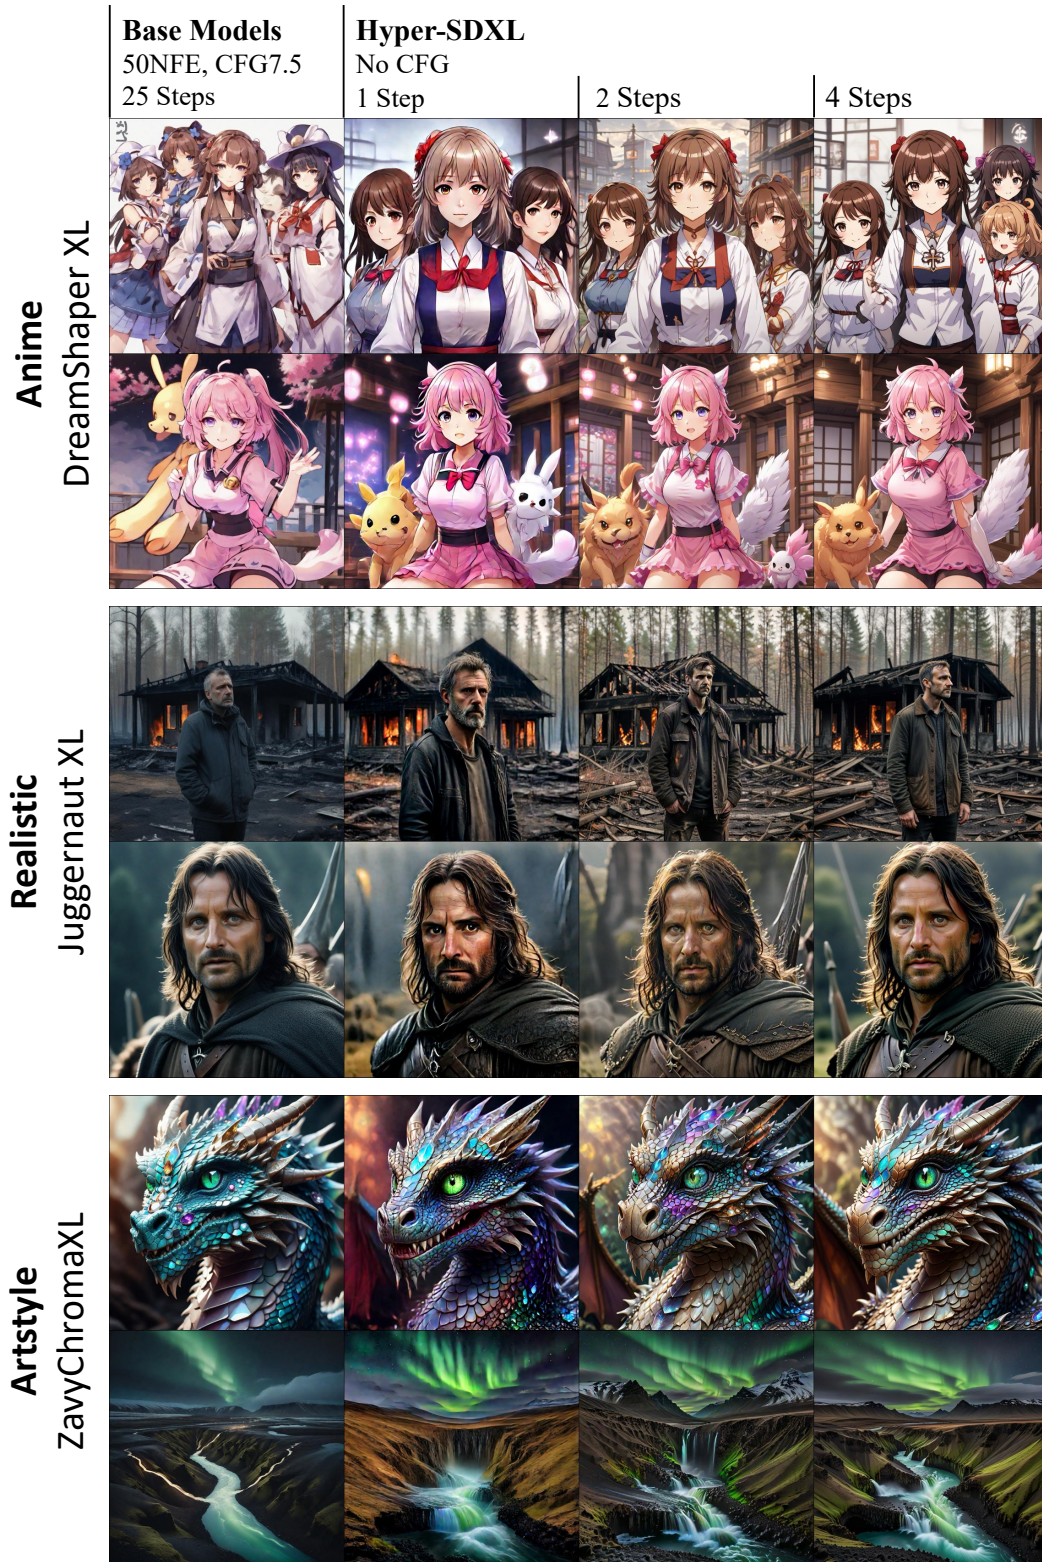 Base Models
50NFE, CFG7.5
25 Steps
Hyper-SDXL
No CFG
1 Step
2 Steps
4 Steps
Anime
DreamShaper XL
Realistic
Juggernaut XL
Artstyle
ZavyChromaXL